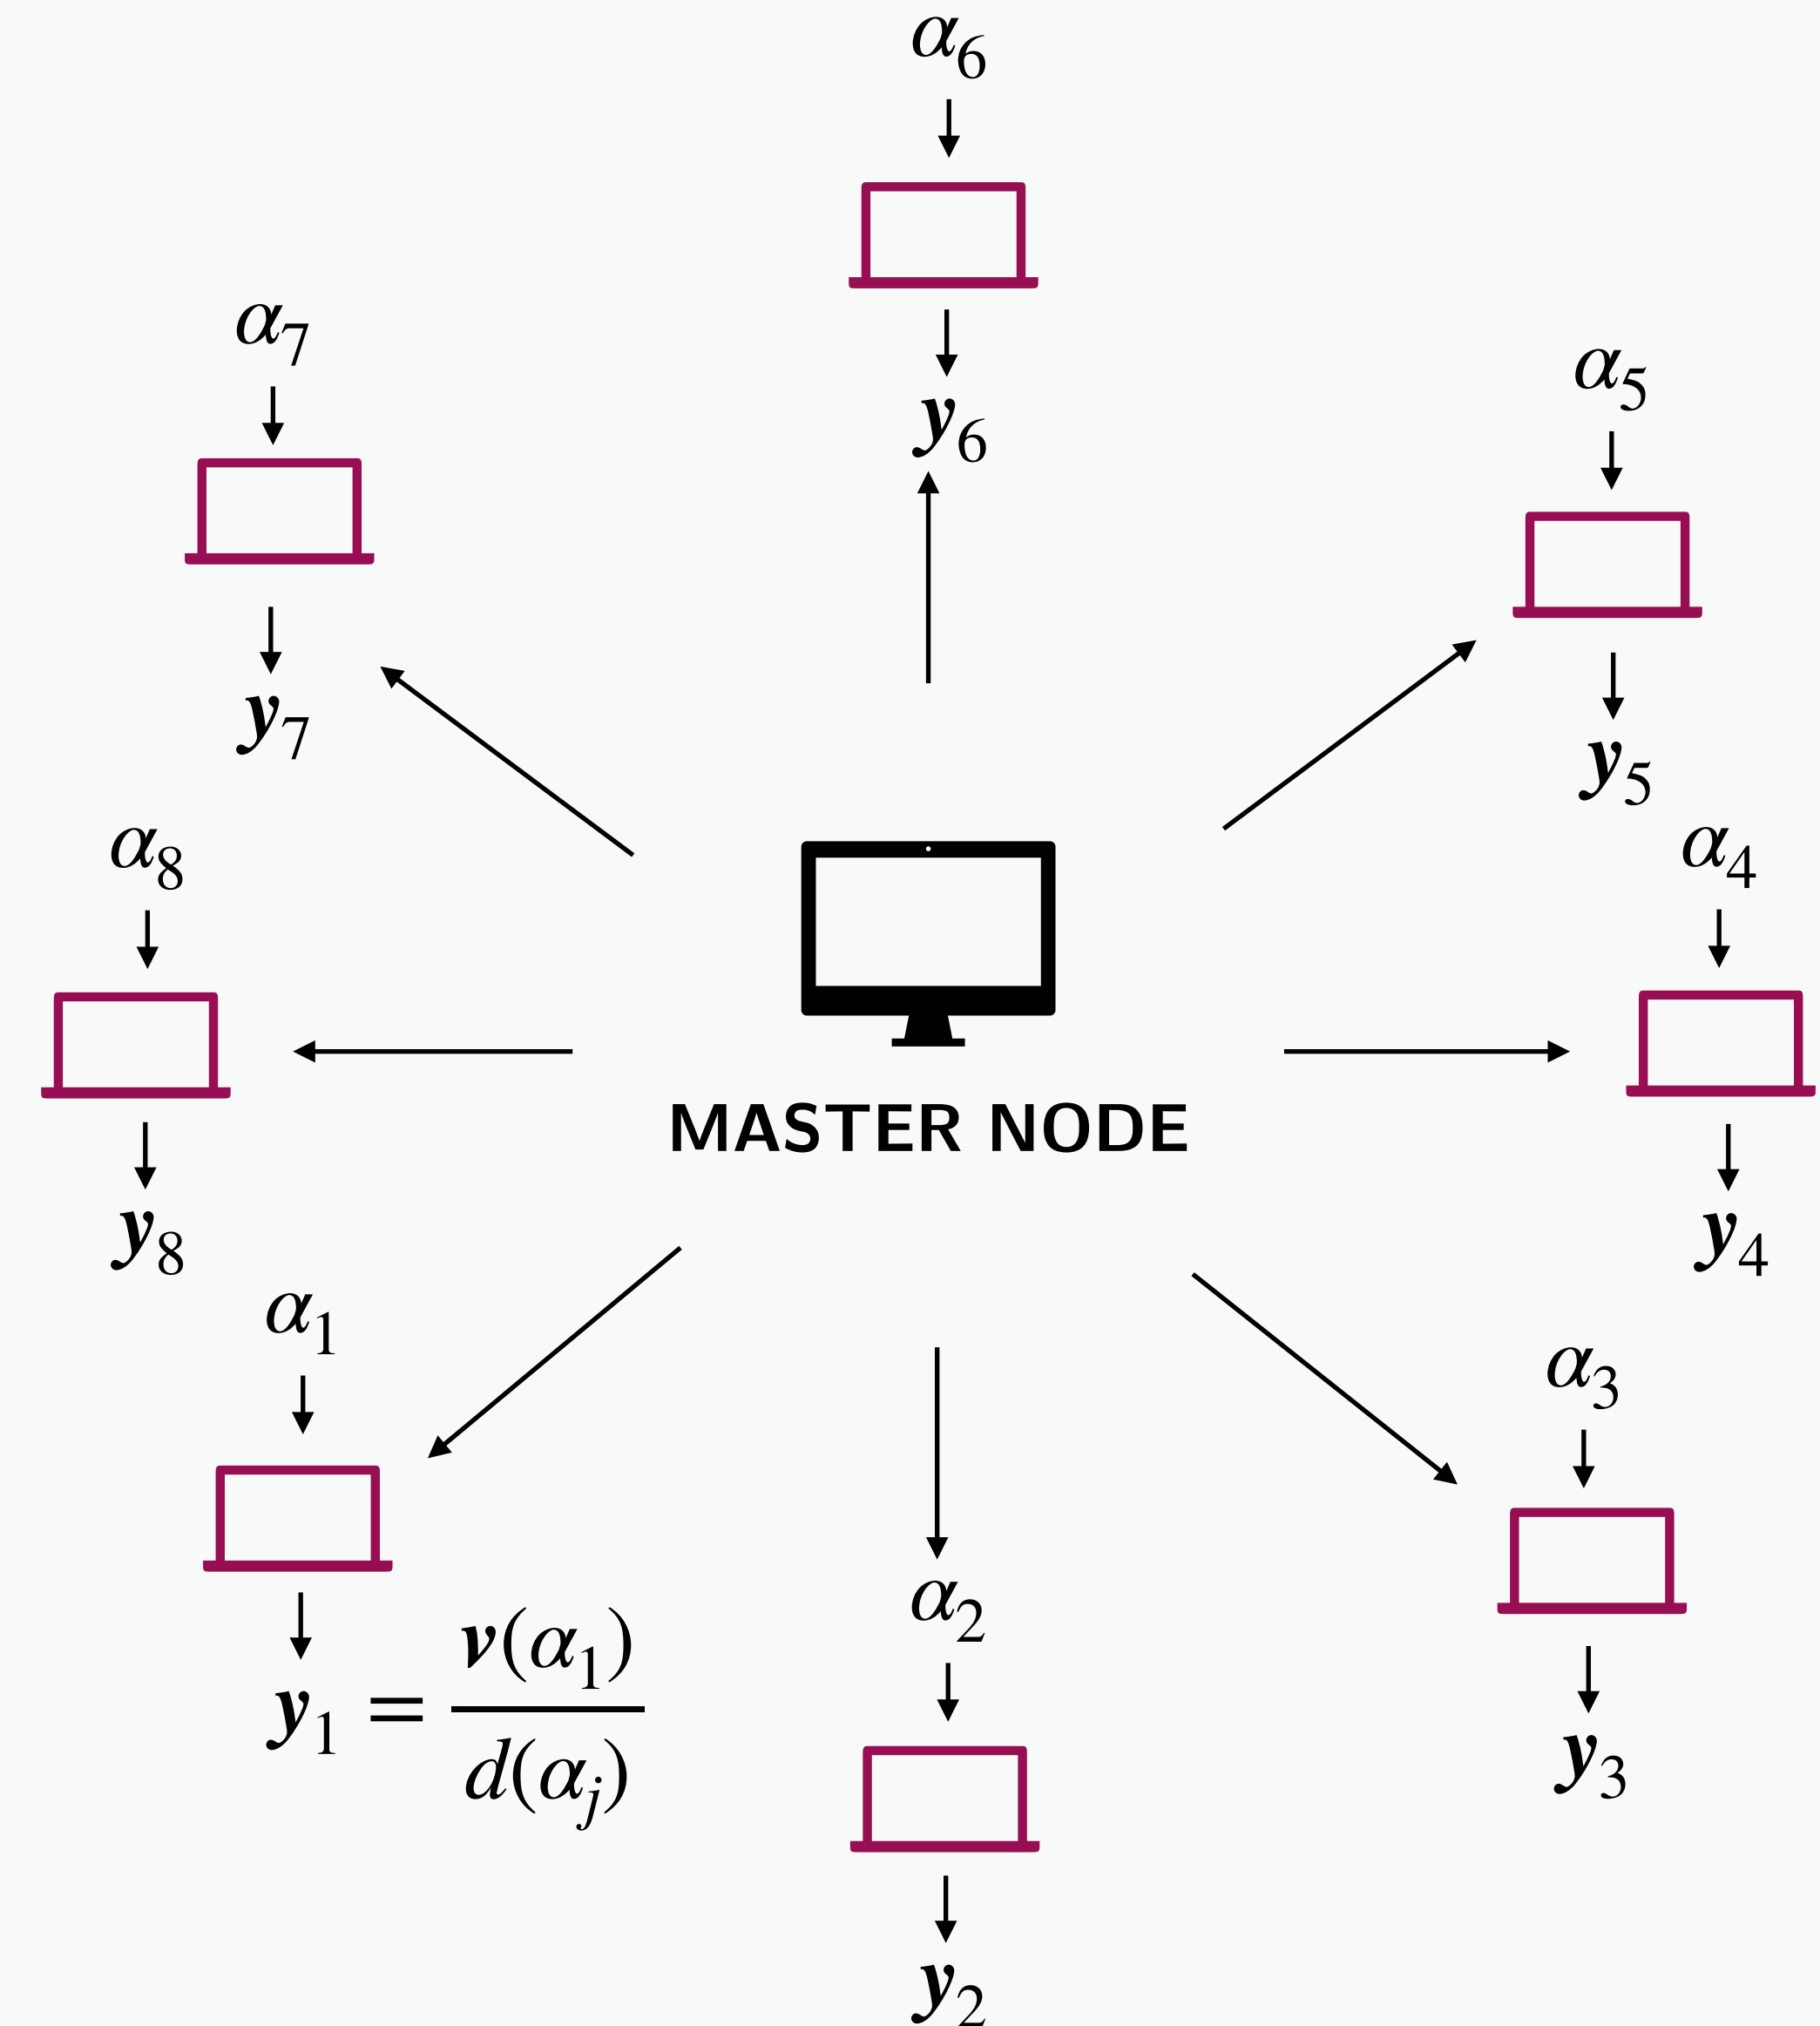 α₆
y₆
α₇
y₇
α₅
y₅
α₈
y₈
α₄
y₄
MASTER NODE
α₁
y₁ = v(α₁) / d(αⱼ)
α₃
y₃
α₂
y₂